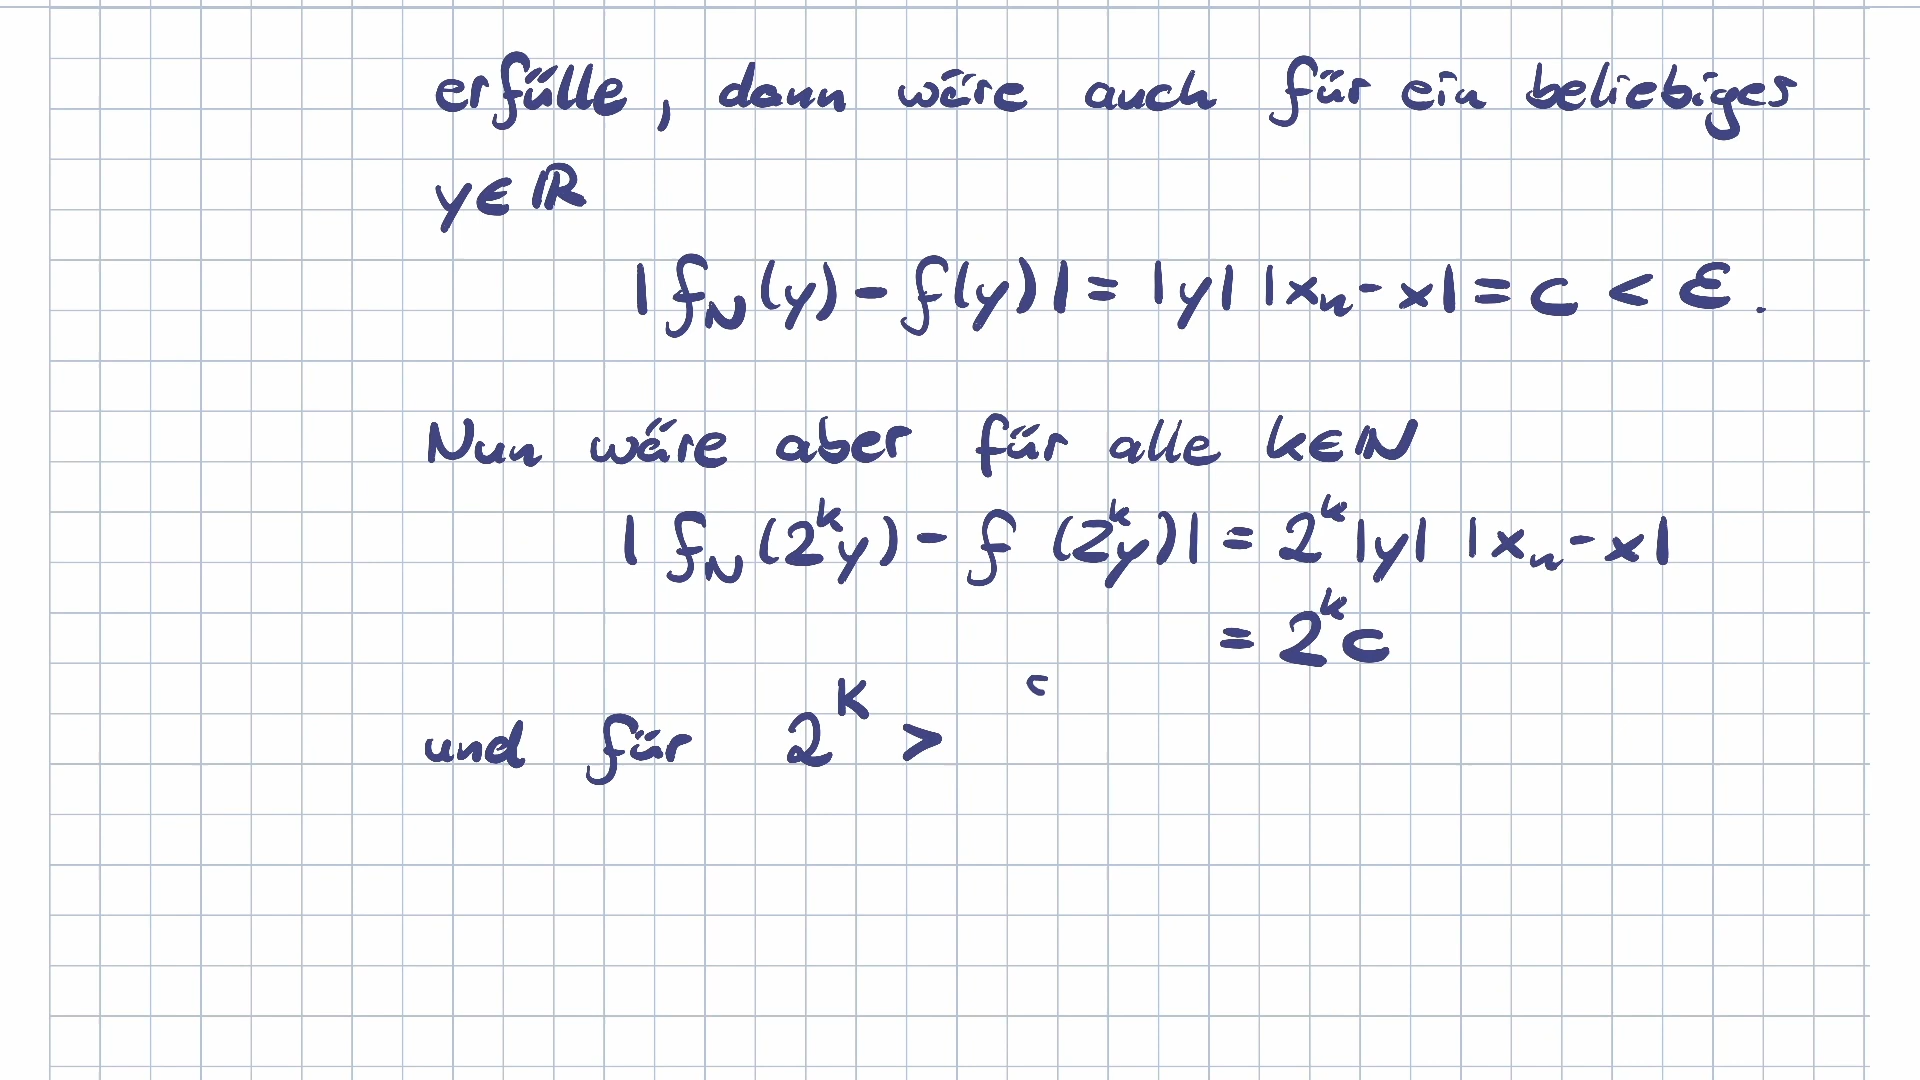 erfülle, dann wäre auch für ein beliebiges
y∈ℝ
|f_N(y) - f(y)| = |y| |x_n - x| = c < ε.
Nun wäre aber für alle k∈ℕ
|f_N(2^k y) - f(2^k y)| = 2^k |y| |x_n - x|
= 2^k c
und für 2^k >